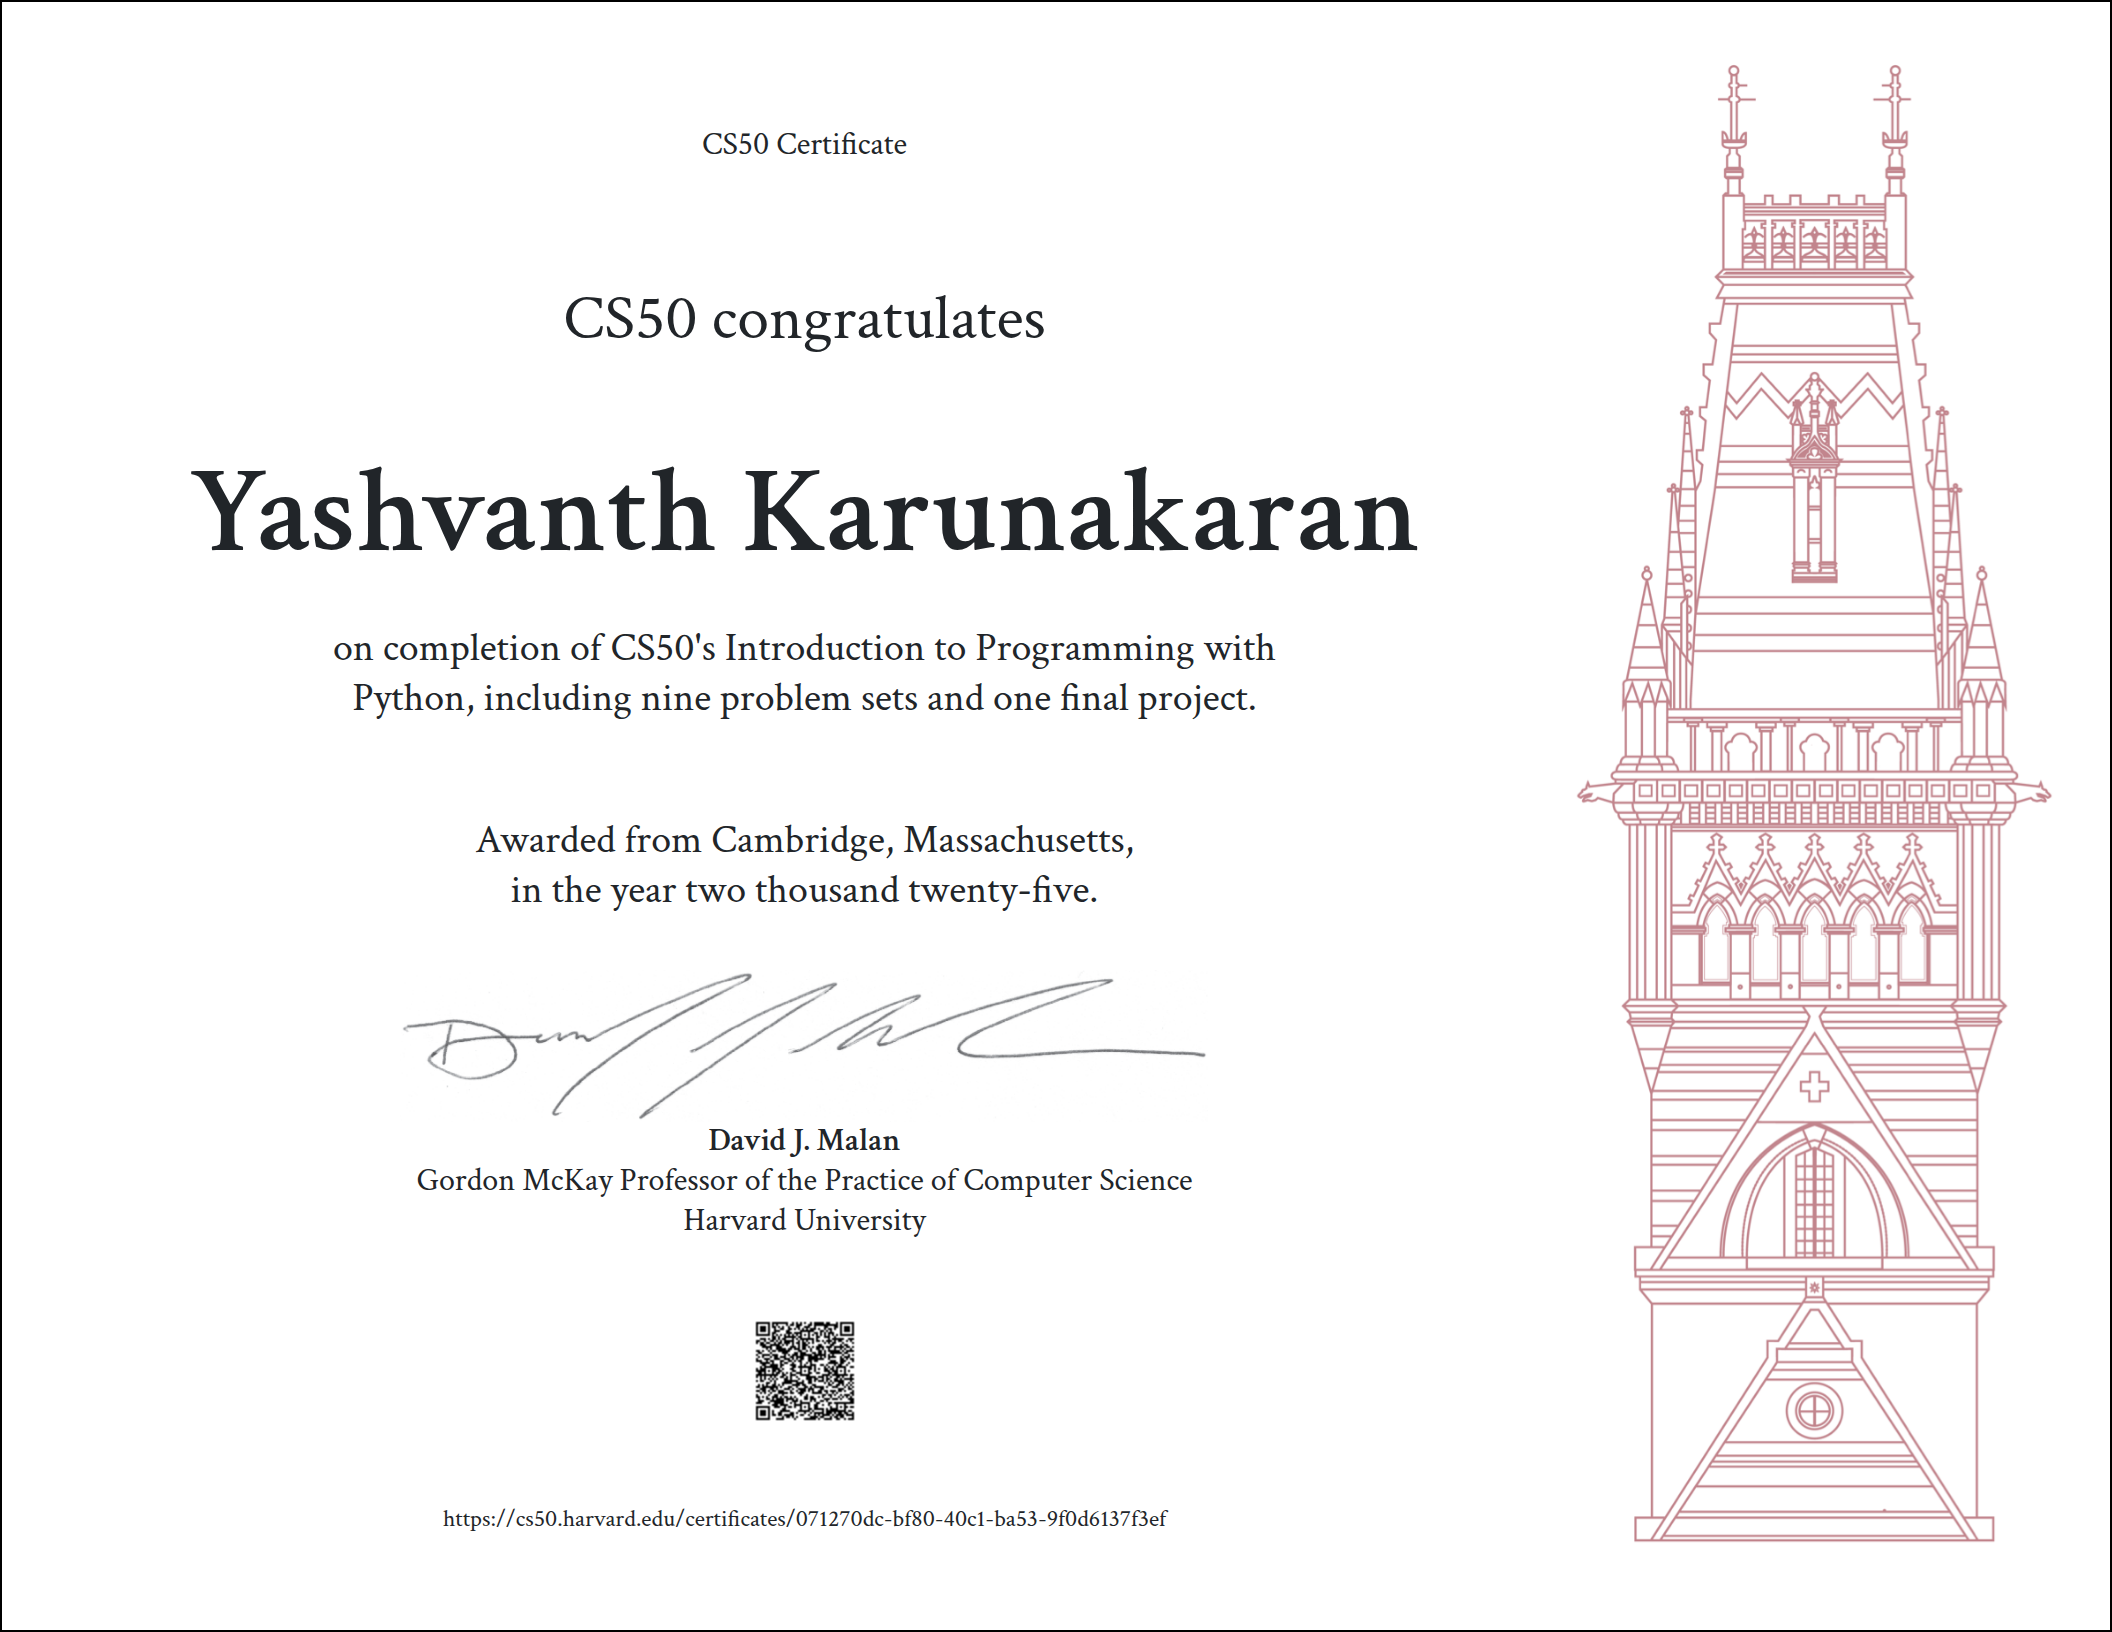 CS50 Certificate
CS50 congratulates
Yashvanth Karunakaran
on completion of CS50's Introduction to Programming with
Python, including nine problem sets and one final project.
Awarded from Cambridge, Massachusetts,
in the year two thousand twenty-five.
David J. Malan
Gordon McKay Professor of the Practice of Computer Science
Harvard University
https://cs50.harvard.edu/certificates/071270dc-bf80-40c1-ba53-9f0d6137f3ef